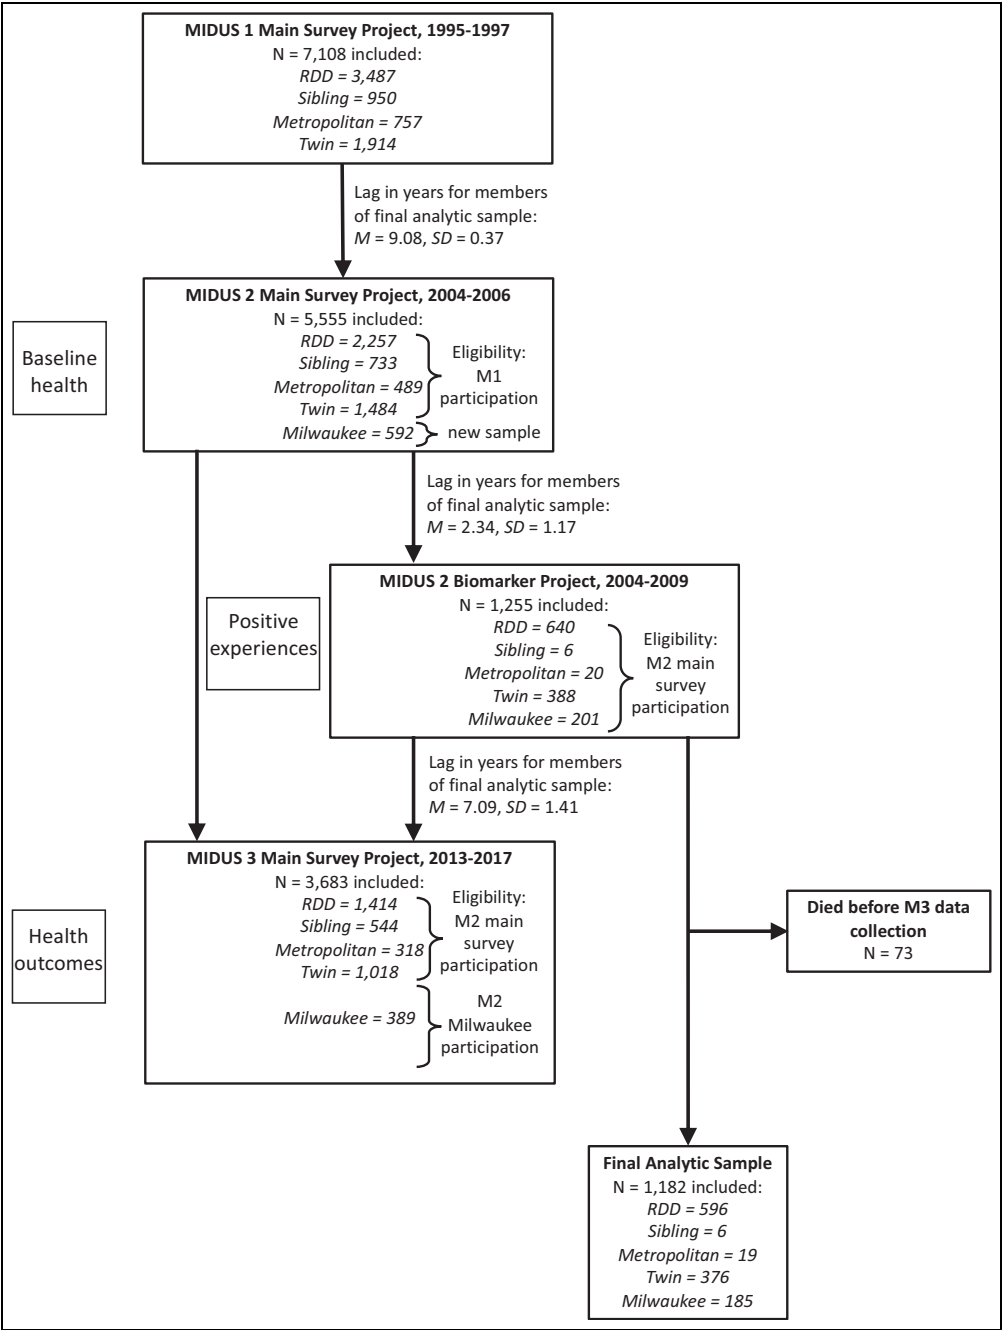 MIDUS 1 Main Survey Project, 1995-1997
N = 7,108 included:
RDD = 3,487
Sibling = 950
Metropolitan = 757
Twin = 1,914
Lag in years for members
of final analytic sample:
M = 9.08, SD = 0.37
Baseline
health
MIDUS 2 Main Survey Project, 2004-2006
N = 5,555 included:
RDD = 2,257
Sibling = 733
Metropolitan = 489
Twin = 1,484
Eligibility:
M1
participation
Milwaukee = 592
new sample
Lag in years for members
of final analytic sample:
M = 2.34, SD = 1.17
Positive
experiences
MIDUS 2 Biomarker Project, 2004-2009
N = 1,255 included:
RDD = 640
Sibling = 6
Metropolitan = 20
Twin = 388
Milwaukee = 201
Eligibility:
M2 main
survey
participation
Lag in years for members
of final analytic sample:
M = 7.09, SD = 1.41
Health
outcomes
MIDUS 3 Main Survey Project, 2013-2017
N = 3,683 included:
RDD = 1,414
Sibling = 544
Metropolitan = 318
Twin = 1,018
Eligibility:
M2 main
survey
participation
Milwaukee = 389
M2
Milwaukee
participation
Died before M3 data
collection
N = 73
Final Analytic Sample
N = 1,182 included:
RDD = 596
Sibling = 6
Metropolitan = 19
Twin = 376
Milwaukee = 185